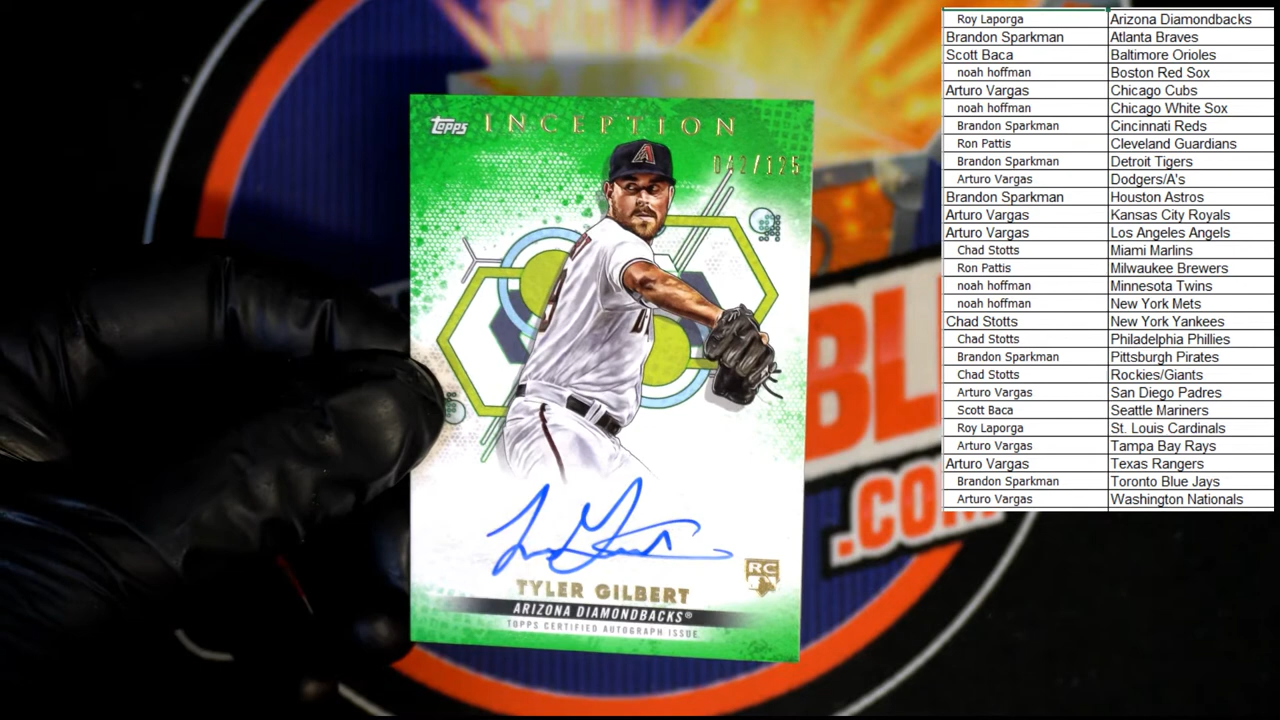 topps INCEPTION
042/125
TYLER GILBERT
RC
ARIZONA DIAMONDBACKS®
TOPPS CERTIFIED AUTOGRAPH ISSUE
BL
.CO
Roy Laporga Arizona Diamondbacks
Brandon Sparkman Atlanta Braves
Scott Baca Baltimore Orioles
noah hoffman Boston Red Sox
Arturo Vargas Chicago Cubs
noah hoffman Chicago White Sox
Brandon Sparkman Cincinnati Reds
Ron Pattis Cleveland Guardians
Brandon Sparkman Detroit Tigers
Arturo Vargas Dodgers/A's
Brandon Sparkman Houston Astros
Arturo Vargas Kansas City Royals
Arturo Vargas Los Angeles Angels
Chad Stotts Miami Marlins
Ron Pattis Milwaukee Brewers
noah hoffman Minnesota Twins
noah hoffman New York Mets
Chad Stotts New York Yankees
Chad Stotts Philadelphia Phillies
Brandon Sparkman Pittsburgh Pirates
Chad Stotts Rockies/Giants
Arturo Vargas San Diego Padres
Scott Baca Seattle Mariners
Roy Laporga St. Louis Cardinals
Arturo Vargas Tampa Bay Rays
Arturo Vargas Texas Rangers
Brandon Sparkman Toronto Blue Jays
Arturo Vargas Washington Nationals